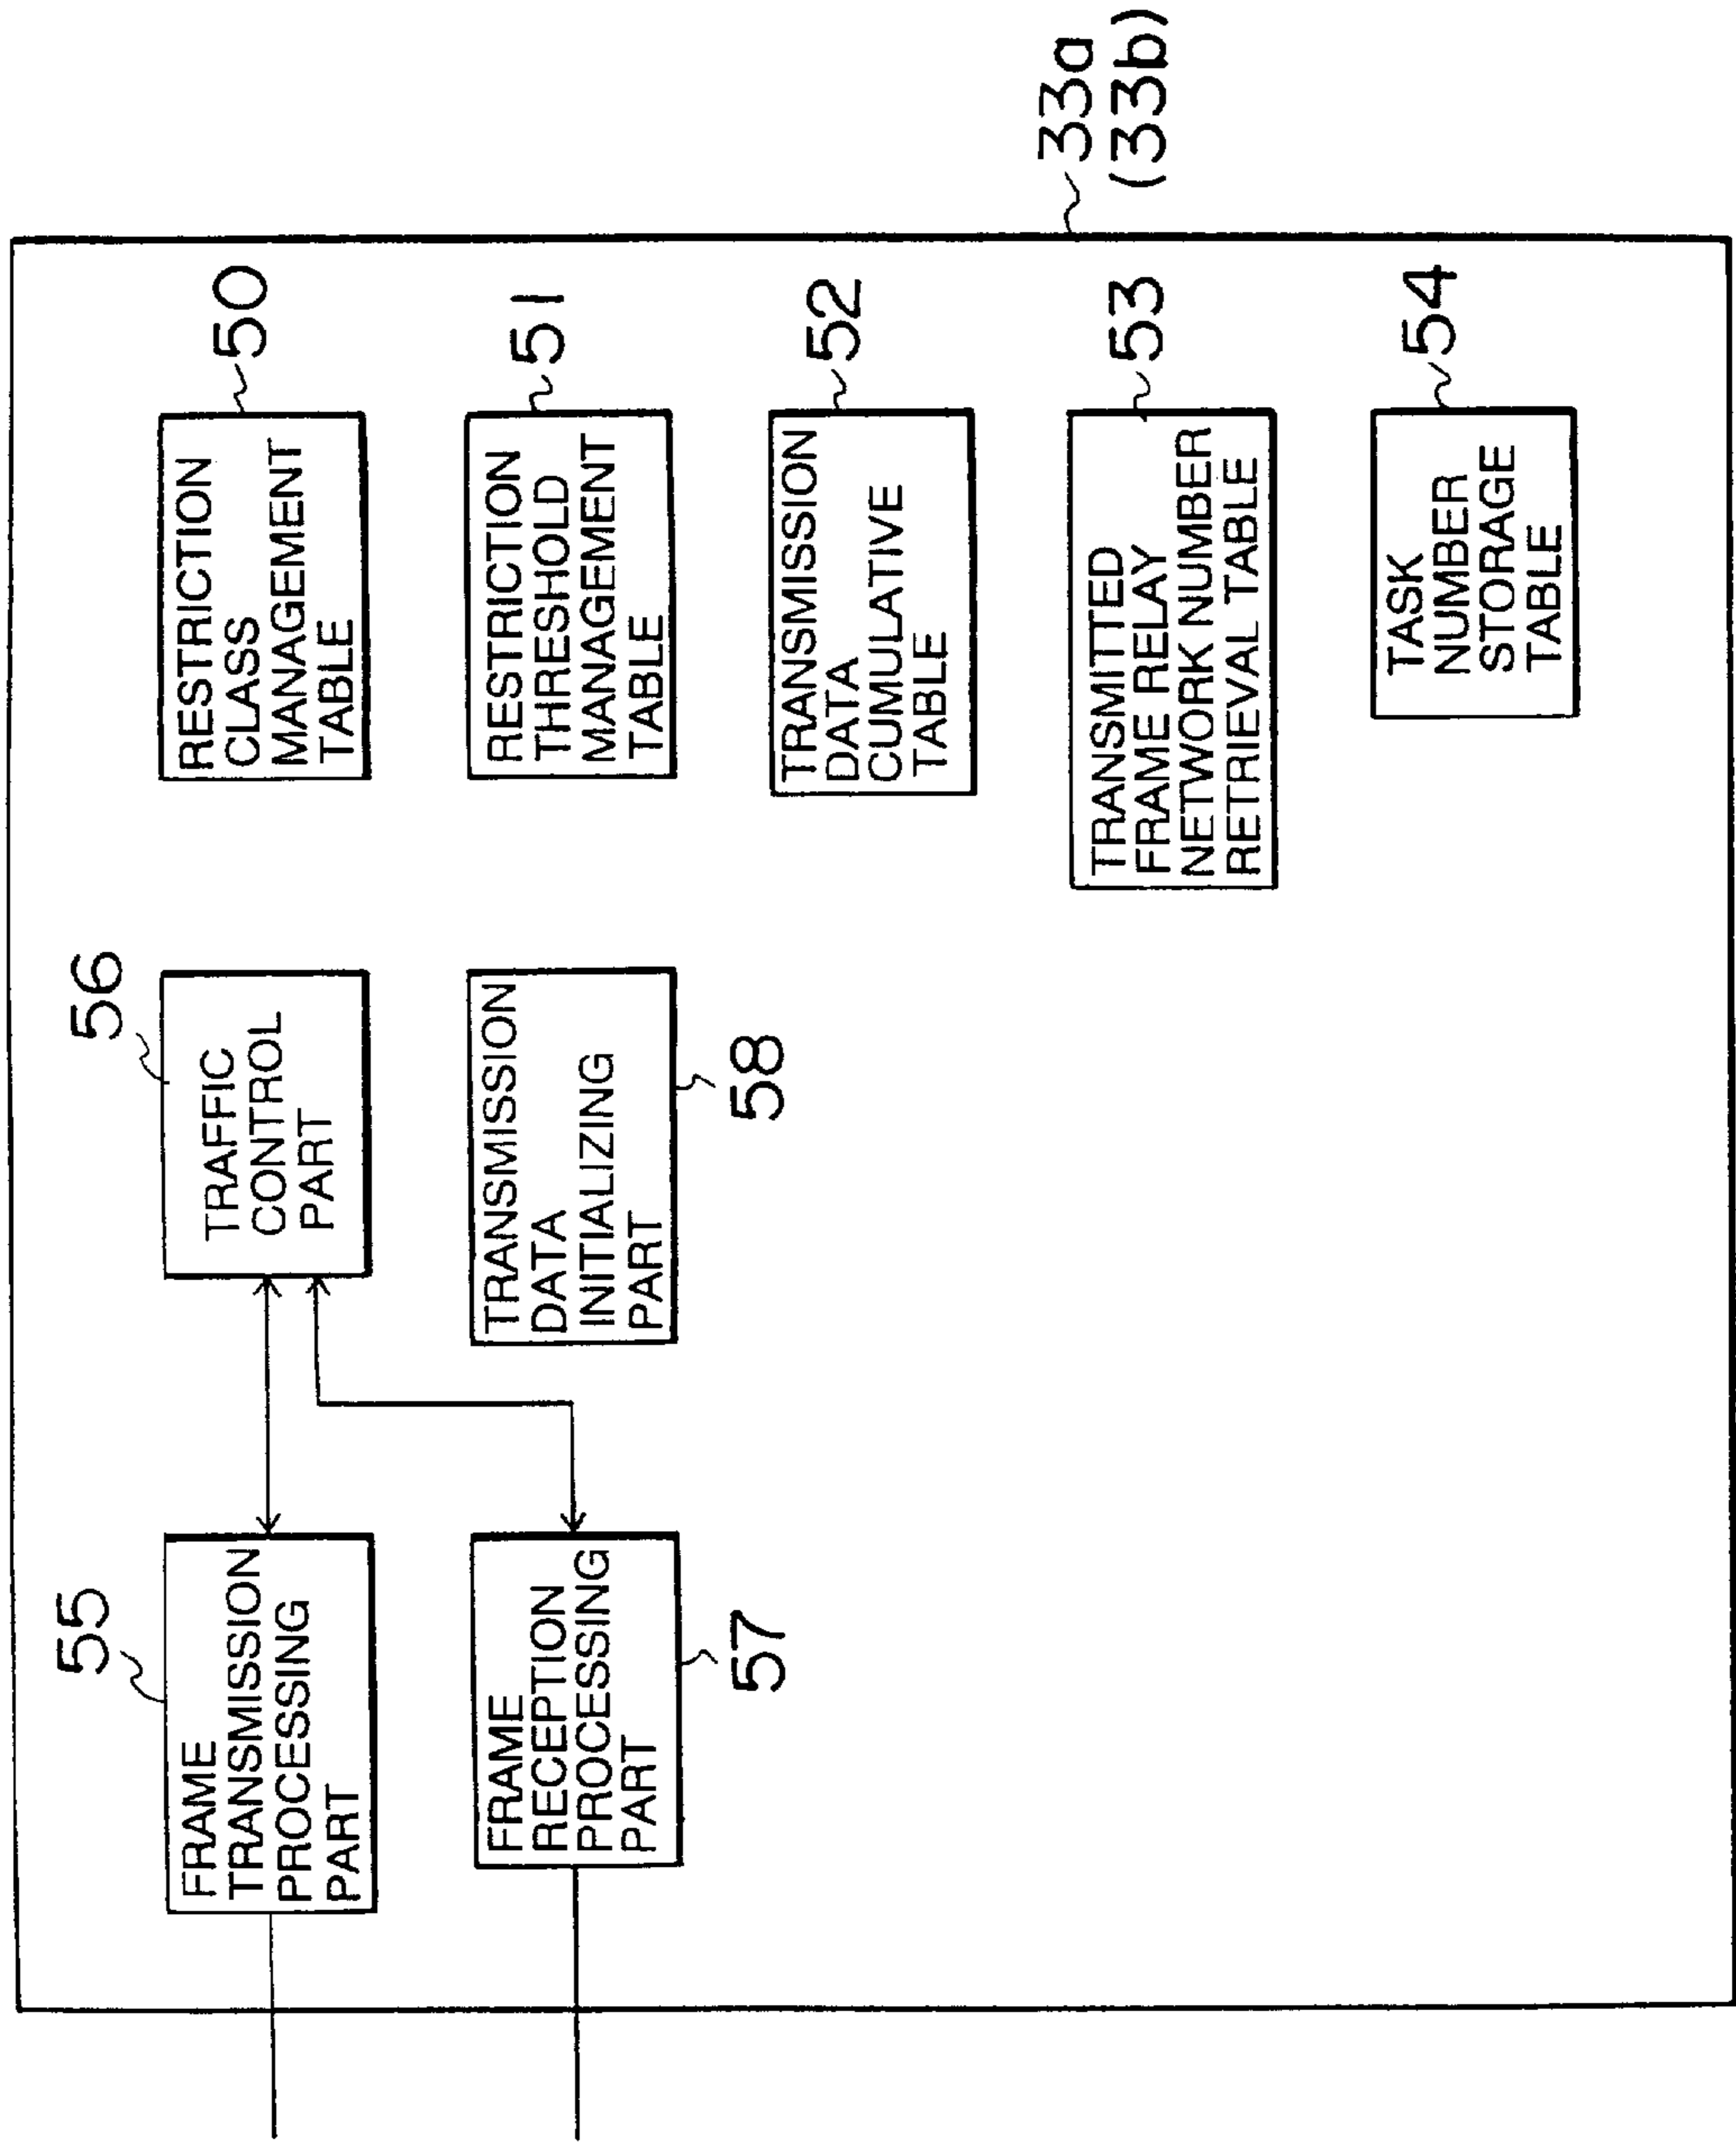 55
FRAME
TRANSMISSION
PROCESSING
PART
56
TRAFFIC
CONTROL
PART
RESTRICTION
CLASS
MANAGEMENT
TABLE
50
FRAME
RECEPTION
PROCESSING
PART
57
TRANSMISSION
DATA
INITIALIZING
PART
58
RESTRICTION
THRESHOLD
MANAGEMENT
TABLE
51
TRANSMISSION
DATA
CUMULATIVE
TABLE
52
TRANSMITTED
FRAME RELAY
NETWORK NUMBER
RETRIEVAL TABLE
53
TASK
NUMBER
STORAGE
TABLE
54
33a
(33b)